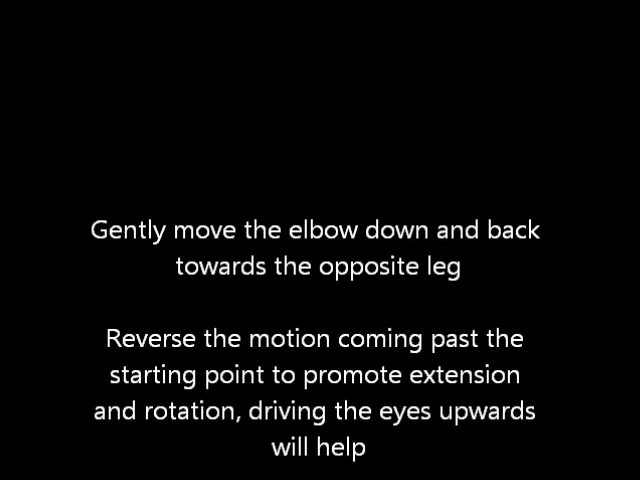 Gently move the elbow down and back
towards the opposite leg
Reverse the motion coming past the
starting point to promote extension
and rotation, driving the eyes upwards
will help